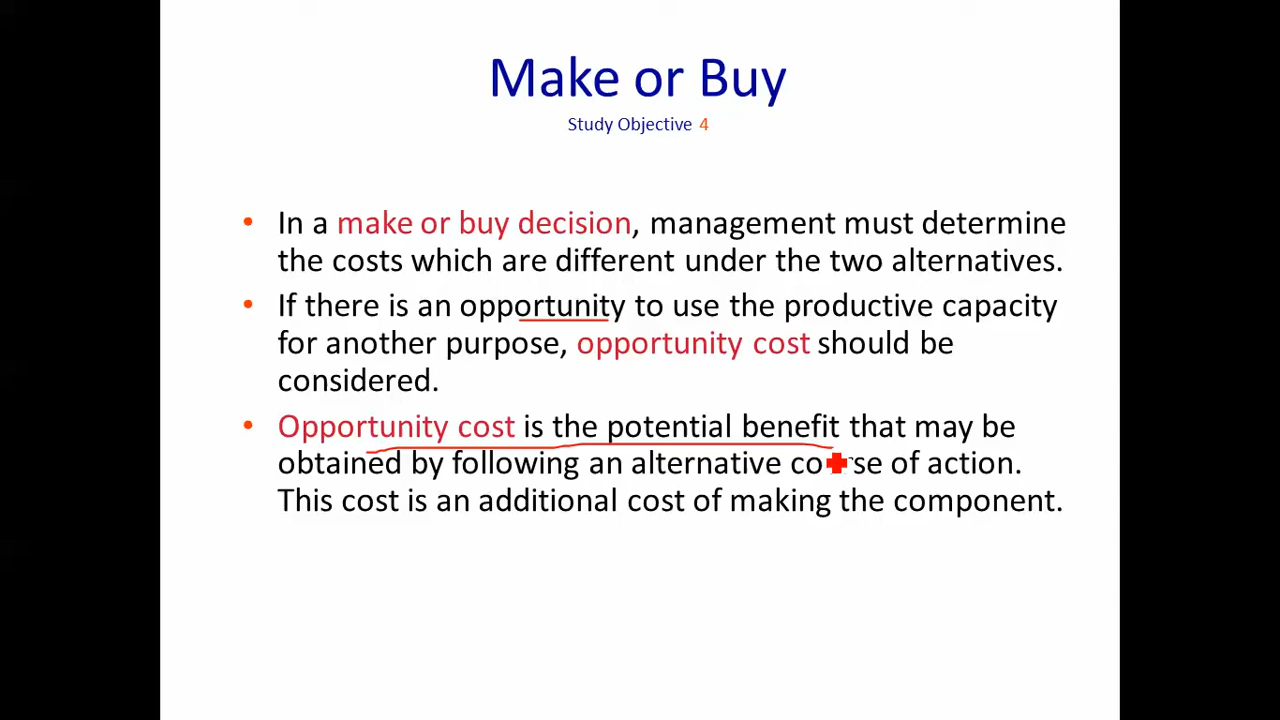 Make or Buy
Study Objective 4
• In a make or buy decision, management must determine
the costs which are different under the two alternatives.
• If there is an opportunity to use the productive capacity
for another purpose, opportunity cost should be
considered.
• Opportunity cost is the potential benefit that may be
obtained by following an alternative course of action.
This cost is an additional cost of making the component.